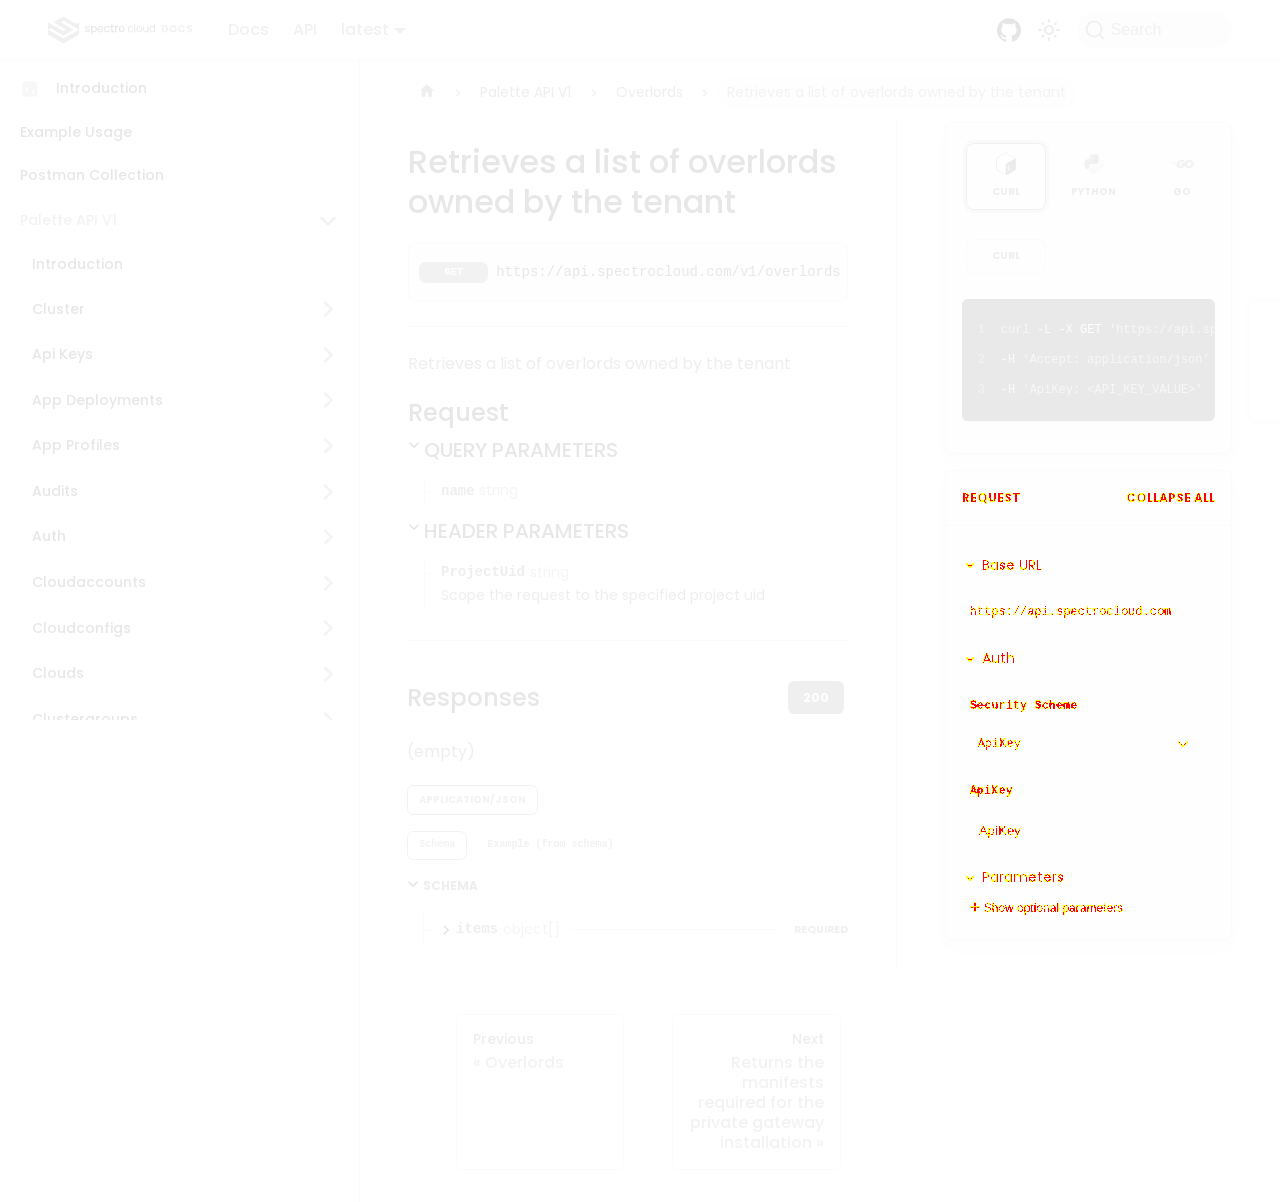 spectro cloud DOCS
Docs
API
latest
Search
Introduction
Example Usage
Postman Collection
Palette API V1
Introduction
Cluster
Api Keys
App Deployments
App Profiles
Audits
Auth
Cloudaccounts
Cloudconfigs
Clouds
Clustergroups
Palette API V1
Overlords
Retrieves a list of overlords owned by the tenant
Retrieves a list of overlords
owned by the tenant
GET https://api.spectrocloud.com/v1/overlords
Retrieves a list of overlords owned by the tenant
Request
QUERY PARAMETERS
name string
HEADER PARAMETERS
ProjectUid string
Scope the request to the specified project uid
Responses
200
(empty)
APPLICATION/JSON
Schema
Example (from schema)
SCHEMA
items object[]
REQUIRED
Previous
« Overlords
Next
Returns the
manifests
required for the
private gateway
installation »
CURL
PYTHON
GO
CURL
1 curl -L -X GET 'https://api.sp
2 -H 'Accept: application/json'
3 -H 'ApiKey: <API_KEY_VALUE>'
REQUEST
COLLAPSE ALL
Base URL
https://api.spectrocloud.com
Auth
Security Scheme
ApiKey
ApiKey
ApiKey
Parameters
Show optional parameters